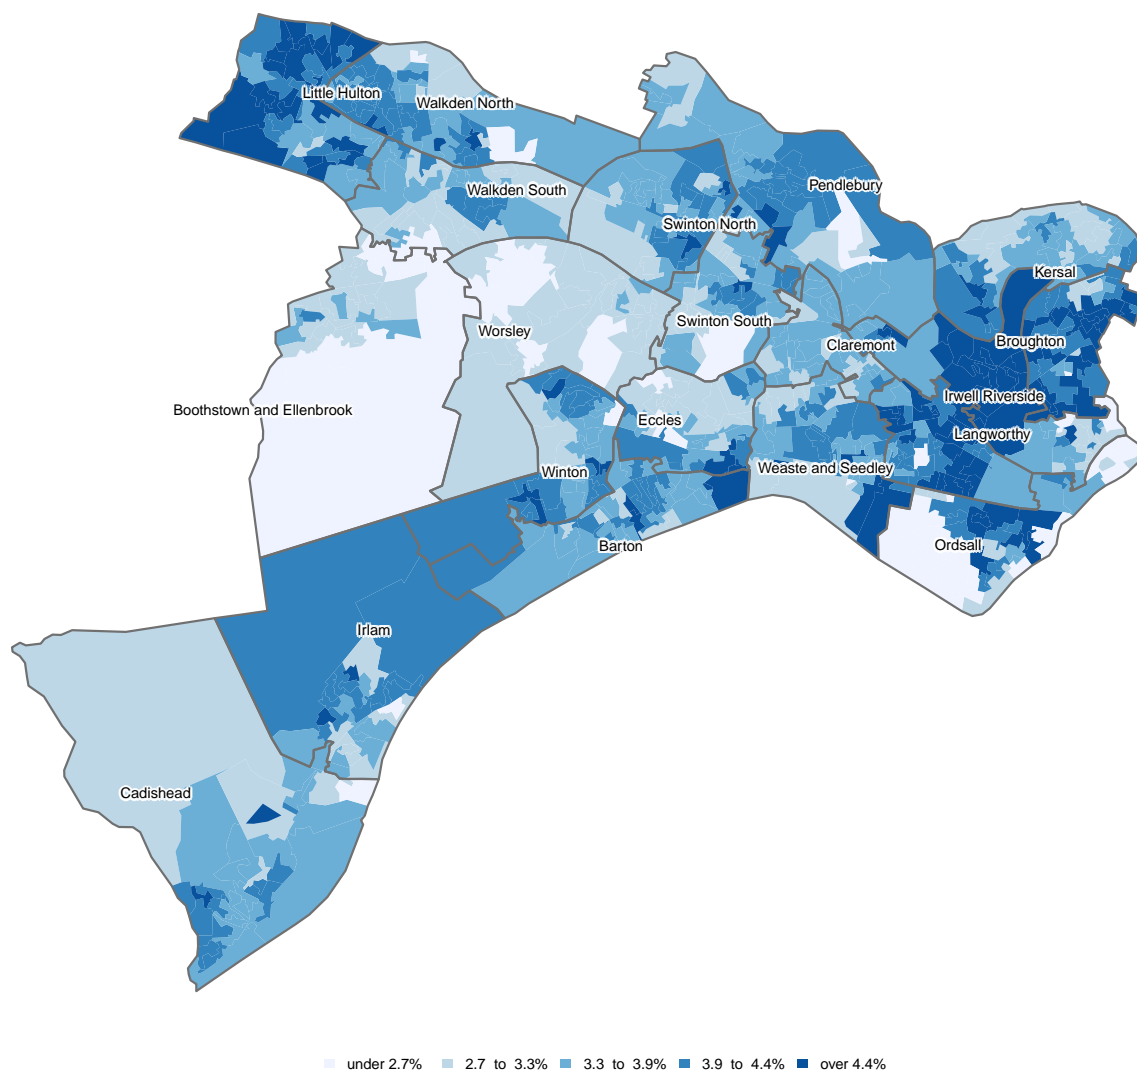 Little Hulton
Walkden North
Pendlebury
Walkden South
Swinton North
Kersal
Swinton South
Worsley
Broughton
Claremont
Irwell Riverside
Boothstown and Ellenbrook
Eccles
Langworthy
Winton
Weaste and Seedley
Barton
Ordsall
Irlam
Cadishead
under 2.7% 2.7 to 3.3% 3.3 to 3.9% 3.9 to 4.4% over 4.4%